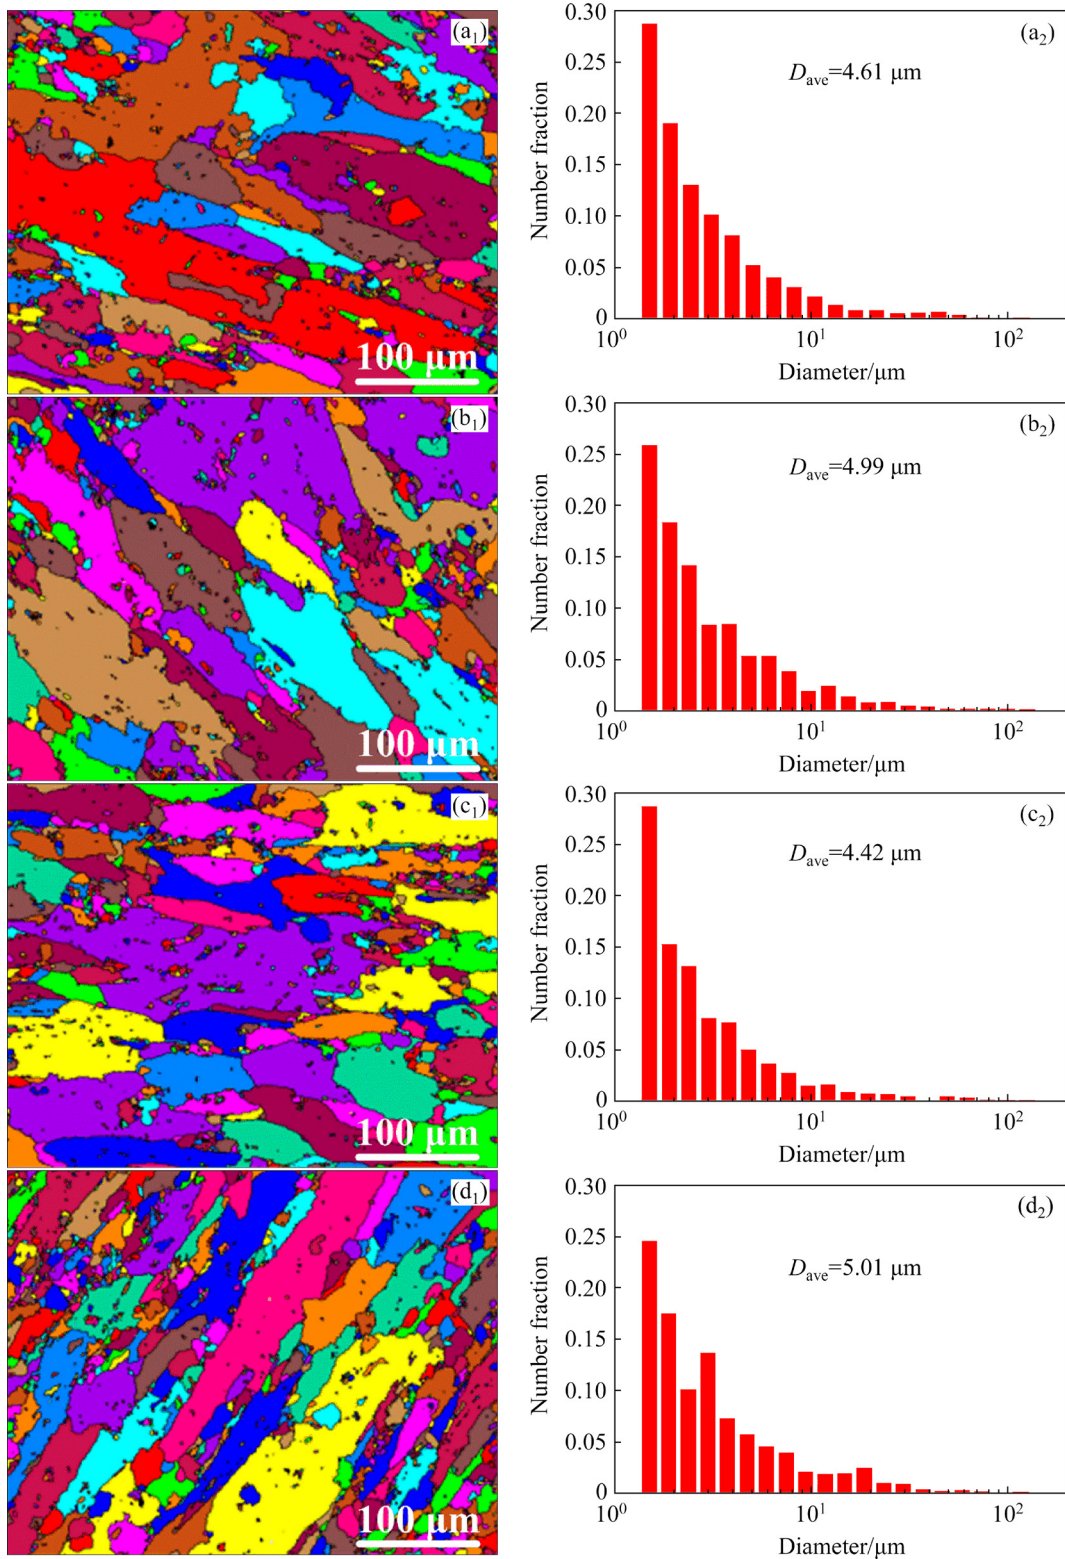 (a1)
100 μm
(a2)
Dave=4.61 μm
Number fraction
0.30
0.25
0.20
0.15
0.10
0.05
0
10^0
10^1
10^2
Diameter/μm
(b1)
100 μm
(b2)
Dave=4.99 μm
Number fraction
0.30
0.25
0.20
0.15
0.10
0.05
0
10^0
10^1
10^2
Diameter/μm
(c1)
100 μm
(c2)
Dave=4.42 μm
Number fraction
0.30
0.25
0.20
0.15
0.10
0.05
0
10^0
10^1
10^2
Diameter/μm
(d1)
100 μm
(d2)
Dave=5.01 μm
Number fraction
0.30
0.25
0.20
0.15
0.10
0.05
0
10^0
10^1
10^2
Diameter/μm